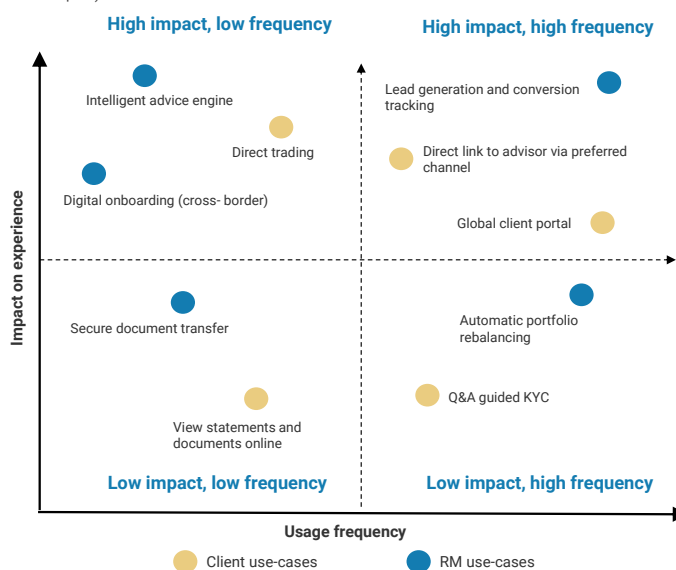 High impact, low frequency
High impact, high frequency
Intelligent advice engine
Lead generation and conversion
tracking
Direct trading
Direct link to advisor via preferred
channel
Digital onboarding (cross- border)
Global client portal
Impact on experience
Secure document transfer
Automatic portfolio
rebalancing
View statements and
documents online
Q&A guided KYC
Low impact, low frequency
Low impact, high frequency
Usage frequency
Client use-cases
RM use-cases